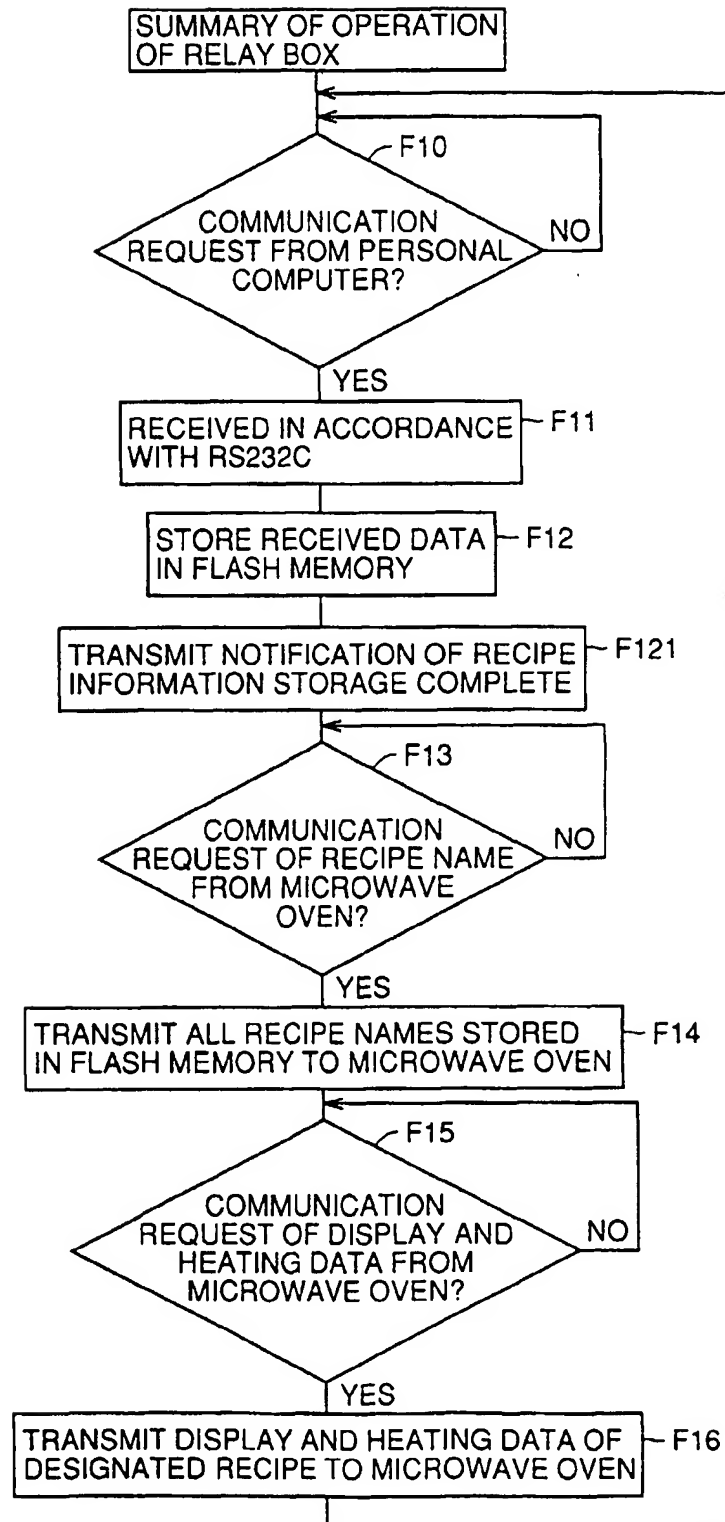 SUMMARY OF OPERATION
OF RELAY BOX
F10
COMMUNICATION
REQUEST FROM PERSONAL
COMPUTER?
NO
YES
RECEIVED IN ACCORDANCE
WITH RS232C
F11
STORE RECEIVED DATA
IN FLASH MEMORY
F12
TRANSMIT NOTIFICATION OF RECIPE
INFORMATION STORAGE COMPLETE
F121
F13
COMMUNICATION
REQUEST OF RECIPE NAME
FROM MICROWAVE
OVEN?
NO
YES
TRANSMIT ALL RECIPE NAMES STORED
IN FLASH MEMORY TO MICROWAVE OVEN
F14
F15
COMMUNICATION
REQUEST OF DISPLAY AND
HEATING DATA FROM
MICROWAVE OVEN?
NO
YES
TRANSMIT DISPLAY AND HEATING DATA OF
DESIGNATED RECIPE TO MICROWAVE OVEN
F16